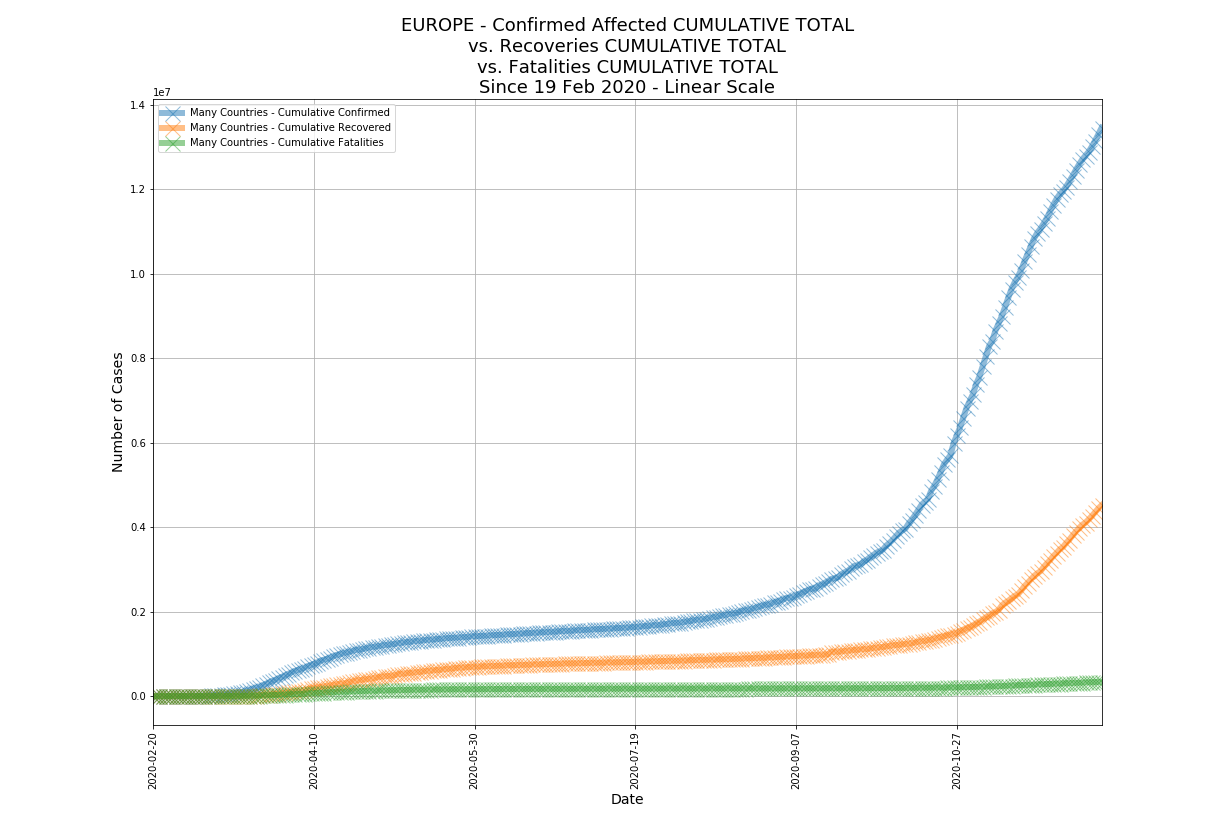 EUROPE - Confirmed Affected CUMULATIVE TOTAL
vs. Recoveries CUMULATIVE TOTAL
vs. Fatalities CUMULATIVE TOTAL
Since 19 Feb 2020 - Linear Scale
1e7
Many Countries - Cumulative Confirmed
Many Countries - Cumulative Recovered
Many Countries - Cumulative Fatalities
1.4
1.2
1.0
0.8
0.6
0.4
0.2
0.0
Number of Cases
2020-02-20
2020-04-10
2020-05-30
2020-07-19
2020-09-07
2020-10-27
Date